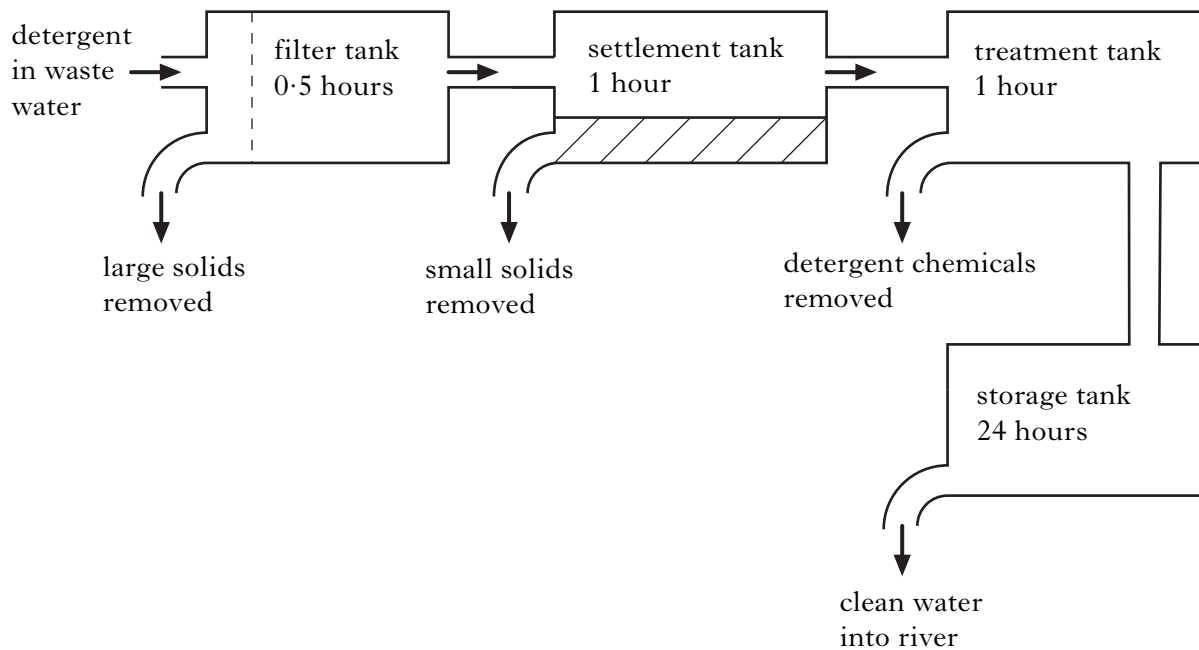 detergent
in waste
water
filter tank
0·5 hours
settlement tank
1 hour
treatment tank
1 hour
large solids
removed
small solids
removed
detergent chemicals
removed
storage tank
24 hours
clean water
into river